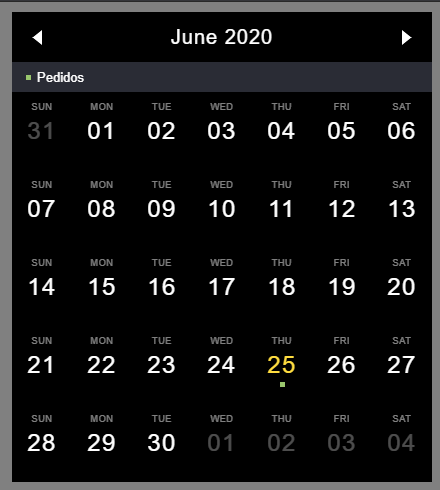 June 2020
Pedidos
SUN MON TUE WED THU FRI SAT
31 01 02 03 04 05 06
SUN MON TUE WED THU FRI SAT
07 08 09 10 11 12 13
SUN MON TUE WED THU FRI SAT
14 15 16 17 18 19 20
SUN MON TUE WED THU FRI SAT
21 22 23 24 25 26 27
SUN MON TUE WED THU FRI SAT
28 29 30 01 02 03 04